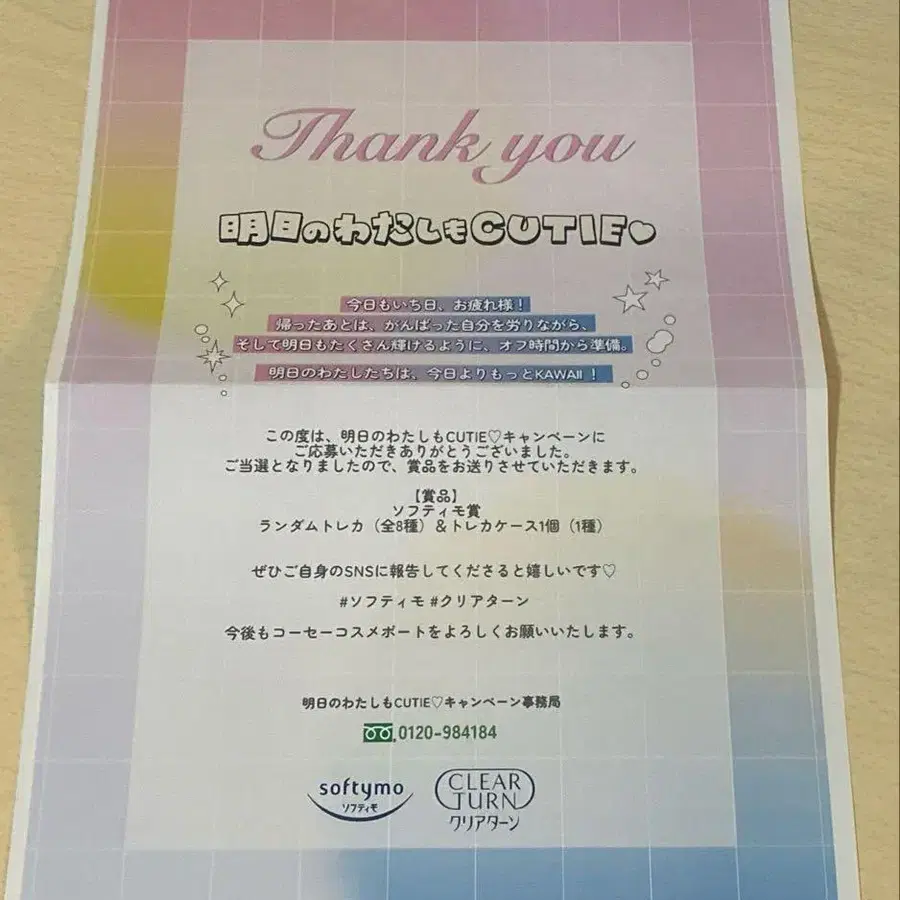 Thank you
明日のわたしもCUTIE♥
今日もいち日、お疲れ様！
帰ったあとは、がんばった自分を労りながら、
そして明日もたくさん輝けるように、オフ時間から準備。
明日のわたしたちは、今日よりもっとKAWAII！
この度は、明日のわたしもCUTIE♡キャンペーンに
ご応募いただきありがとうございました。
ご当選となりましたので、賞品をお送りさせていただきます。
【賞品】
ソフティモ賞
ランダムトレカ（全8種）＆トレカケース1個（1種）
ぜひご自身のSNSに報告してくださると嬉しいです♡
#ソフティモ #クリアターン
今後もコーセーコスメポートをよろしくお願いいたします。
明日のわたしもCUTIE♡キャンペーン事務局
0120-984184
softymo
ソフティモ
CLEAR
TURN
クリアターン